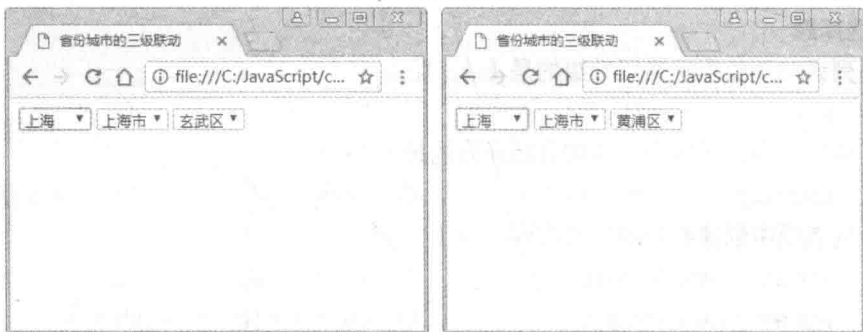 省份城市的三级联动 ×
file:///C:/JavaScript/c...
上海 上海市 玄武区
省份城市的三级联动 ×
file:///C:/JavaScript/c...
上海 上海市 黄浦区